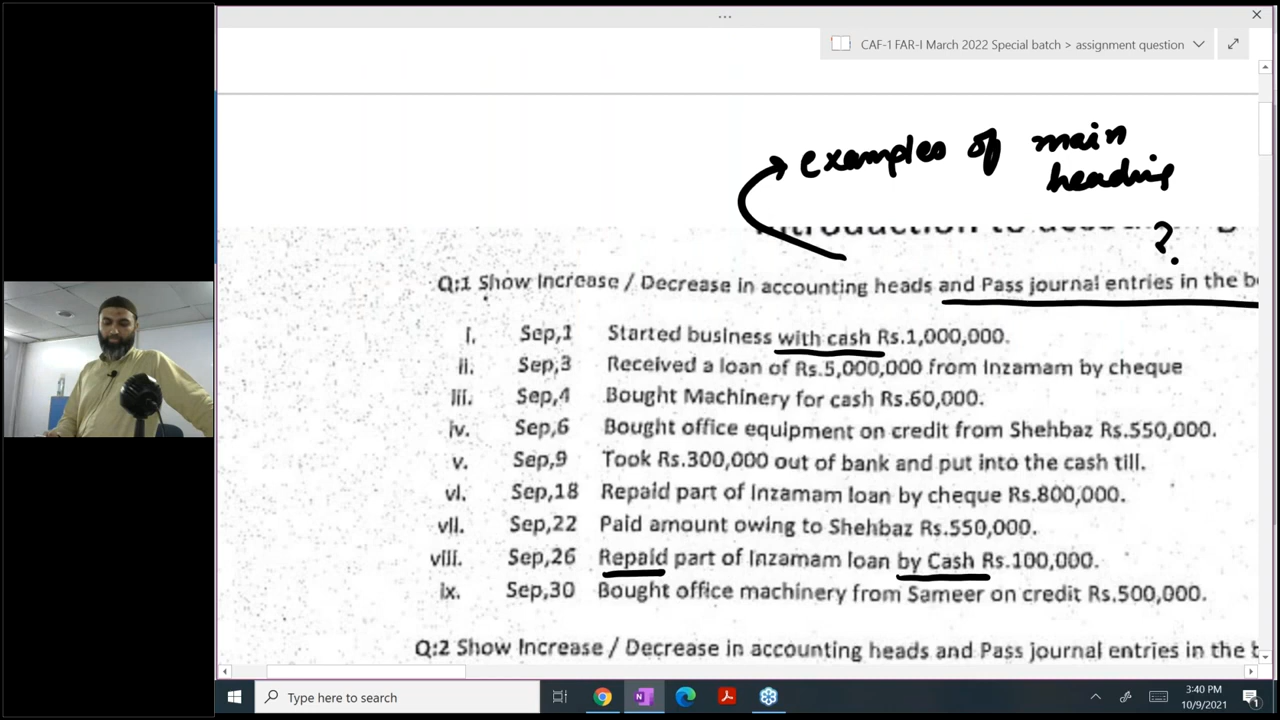 CAF-1 FAR-I March 2022 Special batch > assignment question
examples of main
heading
?
Introduction to accounting
Q:1 Show Increase / Decrease in accounting heads and Pass journal entries in the b
i. Sep,1 Started business with cash Rs.1,000,000.
ii. Sep,3 Received a loan of Rs.5,000,000 from Inzamam by cheque
iii. Sep,4 Bought Machinery for cash Rs.60,000.
iv. Sep,6 Bought office equipment on credit from Shehbaz Rs.550,000.
v. Sep,9 Took Rs.300,000 out of bank and put into the cash till.
vi. Sep,18 Repaid part of Inzamam loan by cheque Rs.800,000.
vii. Sep,22 Paid amount owing to Shehbaz Rs.550,000.
viii. Sep,26 Repaid part of Inzamam loan by Cash Rs.100,000.
ix. Sep,30 Bought office machinery from Sameer on credit Rs.500,000.
Q:2 Show Increase / Decrease in accounting heads and Pass journal entries in the b
Type here to search
3:40 PM
10/9/2021
1